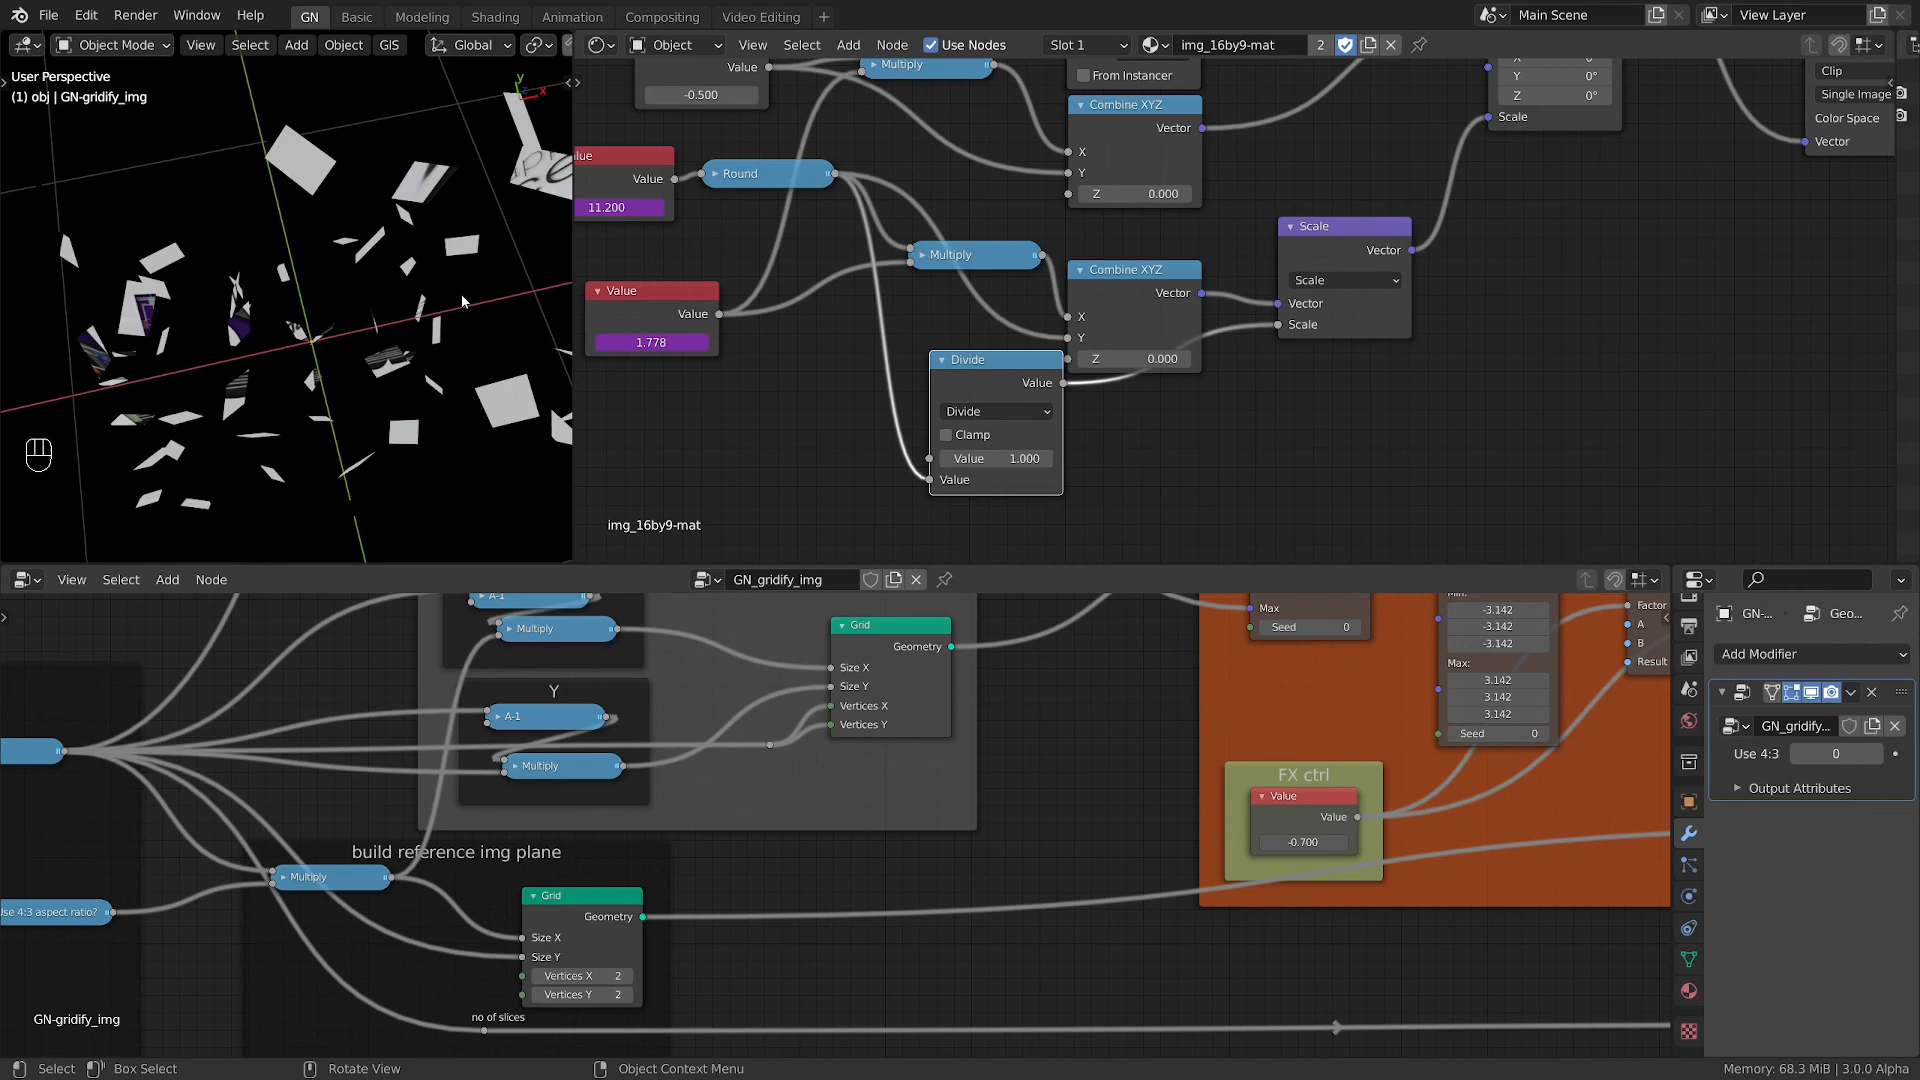 File Edit Render Window Help GN Basic Modeling Shading Animation Compositing Video Editing + Main Scene View Layer
Object Mode View Select Add Object GIS Global
Object View Select Add Node Use Nodes Slot 1 img_16by9-mat 2
User Perspective
(1) obj | GN-gridify_img
y
x
Value
-0.500
Multiply
From Instancer
Combine XYZ
Vector
X
Y
Z 0.000
Y 0°
Z 0°
Scale
Clip
Single Image
Color Space
Vector
lue
Value
11.200
Round
Value
Value
1.778
Multiply
Combine XYZ
Vector
X
Y
Z 0.000
Scale
Vector
Scale
Vector
Scale
Divide
Value
Divide
Clamp
Value 1.000
Value
img_16by9-mat
View Select Add Node GN_gridify_img
A-1
Multiply
Y
A-1
Multiply
Grid
Geometry
Size X
Size Y
Vertices X
Vertices Y
Max
Seed 0
Min:
-3.142
-3.142
-3.142
Max:
3.142
3.142
3.142
Seed 0
Factor
A
B
Result
FX ctrl
Value
Value
-0.700
build reference img plane
Multiply
Use 4:3 aspect ratio?
Grid
Geometry
Size X
Size Y
Vertices X 2
Vertices Y 2
no of slices
GN-gridify_img
GN-... Geo...
Add Modifier
GN_gridify...
Use 4:3 0
Output Attributes
Select Box Select Rotate View Object Context Menu Memory: 68.3 MiB | 3.0.0 Alpha